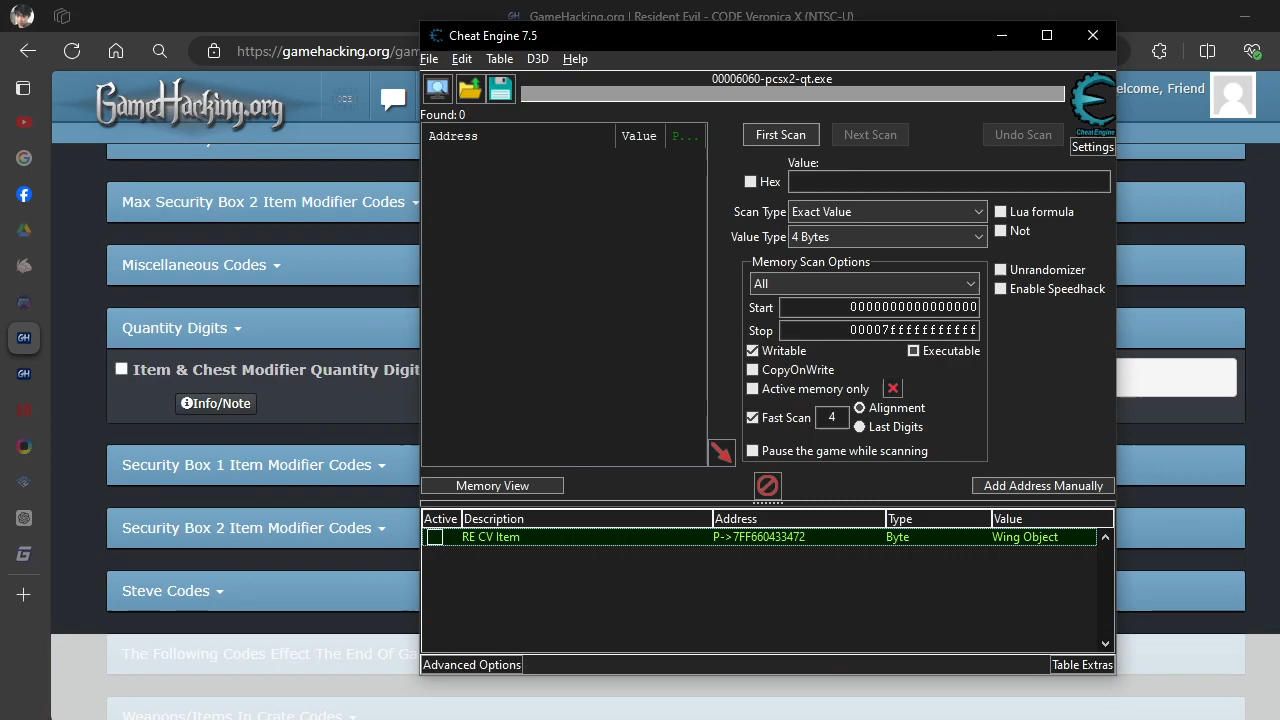 GameHacking.org | Resident Evil - CODE Veronica X (NTSC-U)
https://gamehacking.org/gam
GameHacking.org
elcome, Friend
Max Security Box 2 Item Modifier Codes
Miscellaneous Codes
Quantity Digits
Item & Chest Modifier Quantity Digit
Info/Note
Security Box 1 Item Modifier Codes
Security Box 2 Item Modifier Codes
Steve Codes
The Following Codes Effect The End Of Ga
Weapons/Items In Crate Codes
Cheat Engine 7.5
File Edit Table D3D Help
00006060-pcsx2-qt.exe
Found: 0
Cheat Engine
Settings
Address Value P...
First Scan Next Scan Undo Scan
Value:
Hex
Scan Type Exact Value
Lua formula
Not
Value Type 4 Bytes
Memory Scan Options
All
Unrandomizer
Enable Speedhack
Start 0000000000000000
Stop 00007fffffffffff
Writable Executable
CopyOnWrite
Active memory only
Fast Scan 4 Alignment
Last Digits
Pause the game while scanning
Memory View Add Address Manually
Active Description Address Type Value
RE CV Item P->7FF660433472 Byte Wing Object
Advanced Options Table Extras